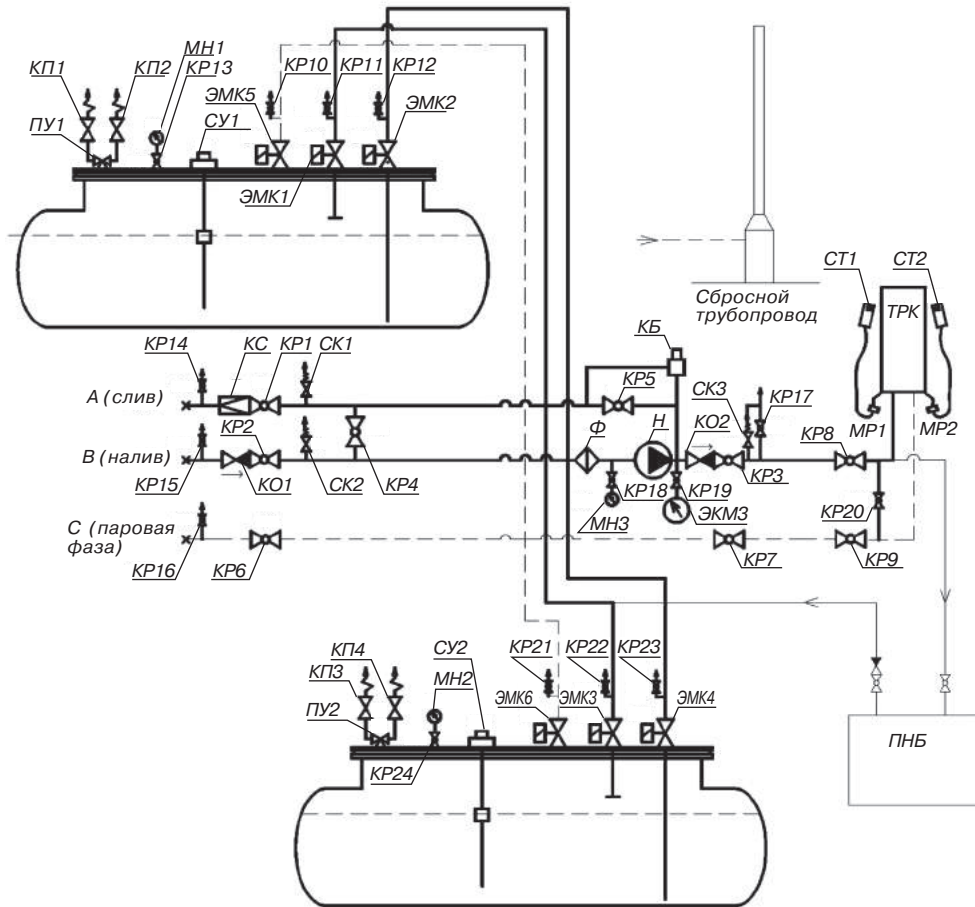 МН1
КП1
КП2
КР13
КР10
КР11
КР12
ЭМК5
ЭМК2
ПУ1
СУ1
ЭМК1
СТ1
СТ2
Сбросной
трубопровод
ТРК
КБ
КР14
КС
КР1
СК1
КР5
СК3
КР17
А (слив)
МР1
МР2
КР2
Ф
Н
КО2
КР8
В (налив)
КР15
КО1
СК2
КР4
КР18
КР19
КР3
МН3
ЭКМ3
КР20
С (паровая
фаза)
КР16
КР6
КР7
КР9
КП4
СУ2
КР21
КР22
КР23
КП3
МН2
ПУ2
ЭМК6
ЭМК3
ЭМК4
КР24
ПНБ